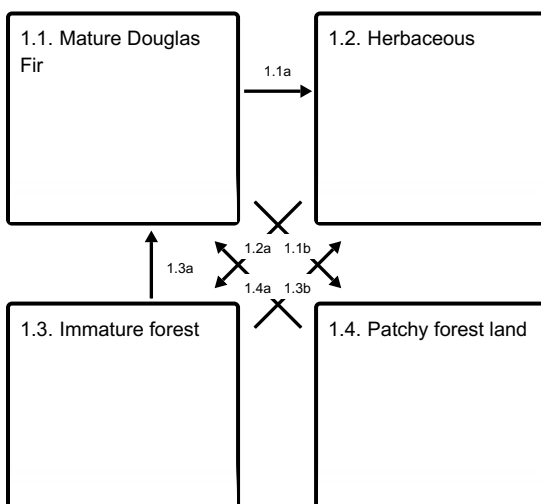 1.1. Mature Douglas
Fir
1.2. Herbaceous
1.1a
1.2a
1.1b
1.3a
1.4a
1.3b
1.3. Immature forest
1.4. Patchy forest land